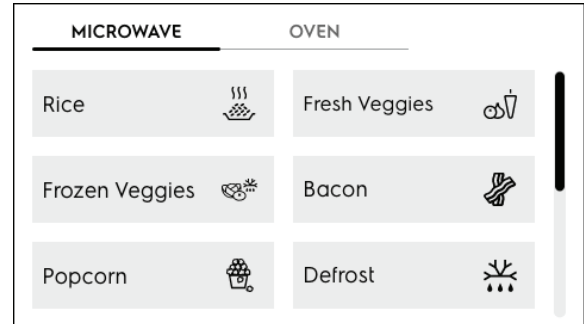 MICROWAVE OVEN
Rice Fresh Veggies
Frozen Veggies Bacon
Popcorn Defrost